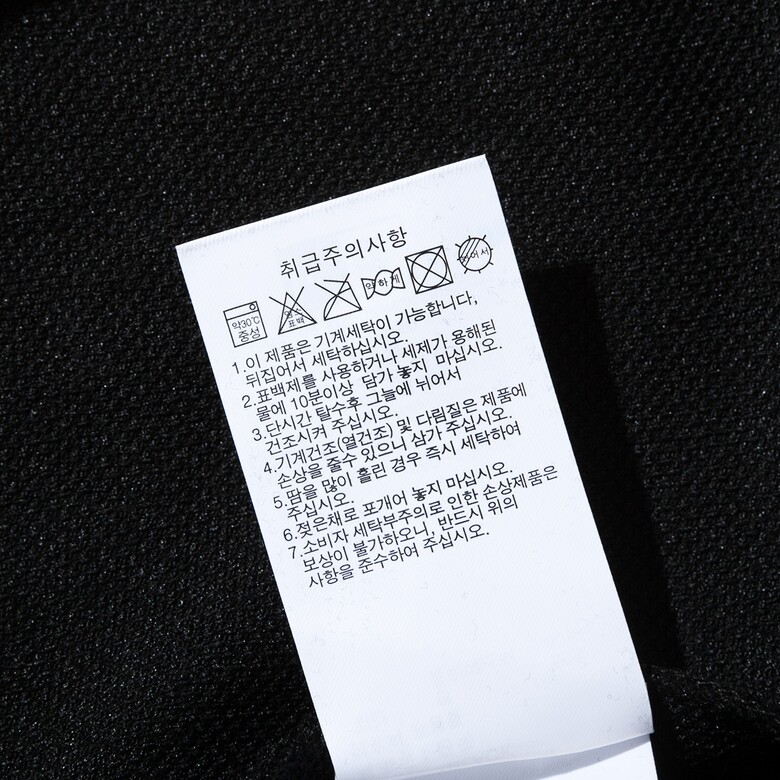 취급주의사항
약30℃
중성
표백
약하게
뉘어서
1.이 제품은 기계세탁이 가능합니다,
뒤집어서 세탁하십시오.
2.표백제를 사용하거나 세제가 용해된
물에 10분이상 담가 놓지 마십시오.
3.단시간 탈수후 그늘에 뉘어서
건조시켜 주십시오.
4.기계건조(열건조) 및 다림질은 제품에
손상을 줄수 있으니 삼가 주십시오.
5.땀을 많이 흘린 경우 즉시 세탁하여
주십시오.
6.젖은채로 포개어 놓지 마십시오.
7.소비자 세탁부주의로 인한 손상제품은
보상이 불가하오니, 반드시 위의
사항을 준수하여 주십시오.